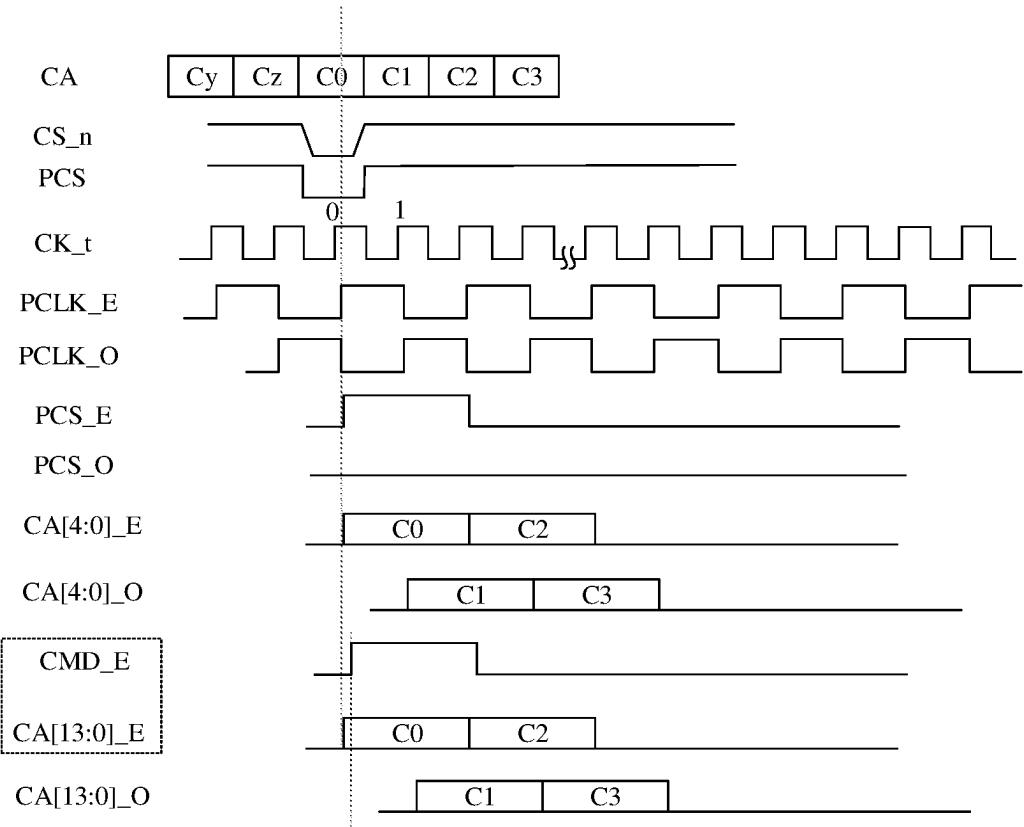 CA Cy Cz C0 C1 C2 C3
CS_n
PCS
0 1
CK_t
PCLK_E
PCLK_O
PCS_E
PCS_O
CA[4:0]_E C0 C2
CA[4:0]_O C1 C3
CMD_E
CA[13:0]_E C0 C2
CA[13:0]_O C1 C3